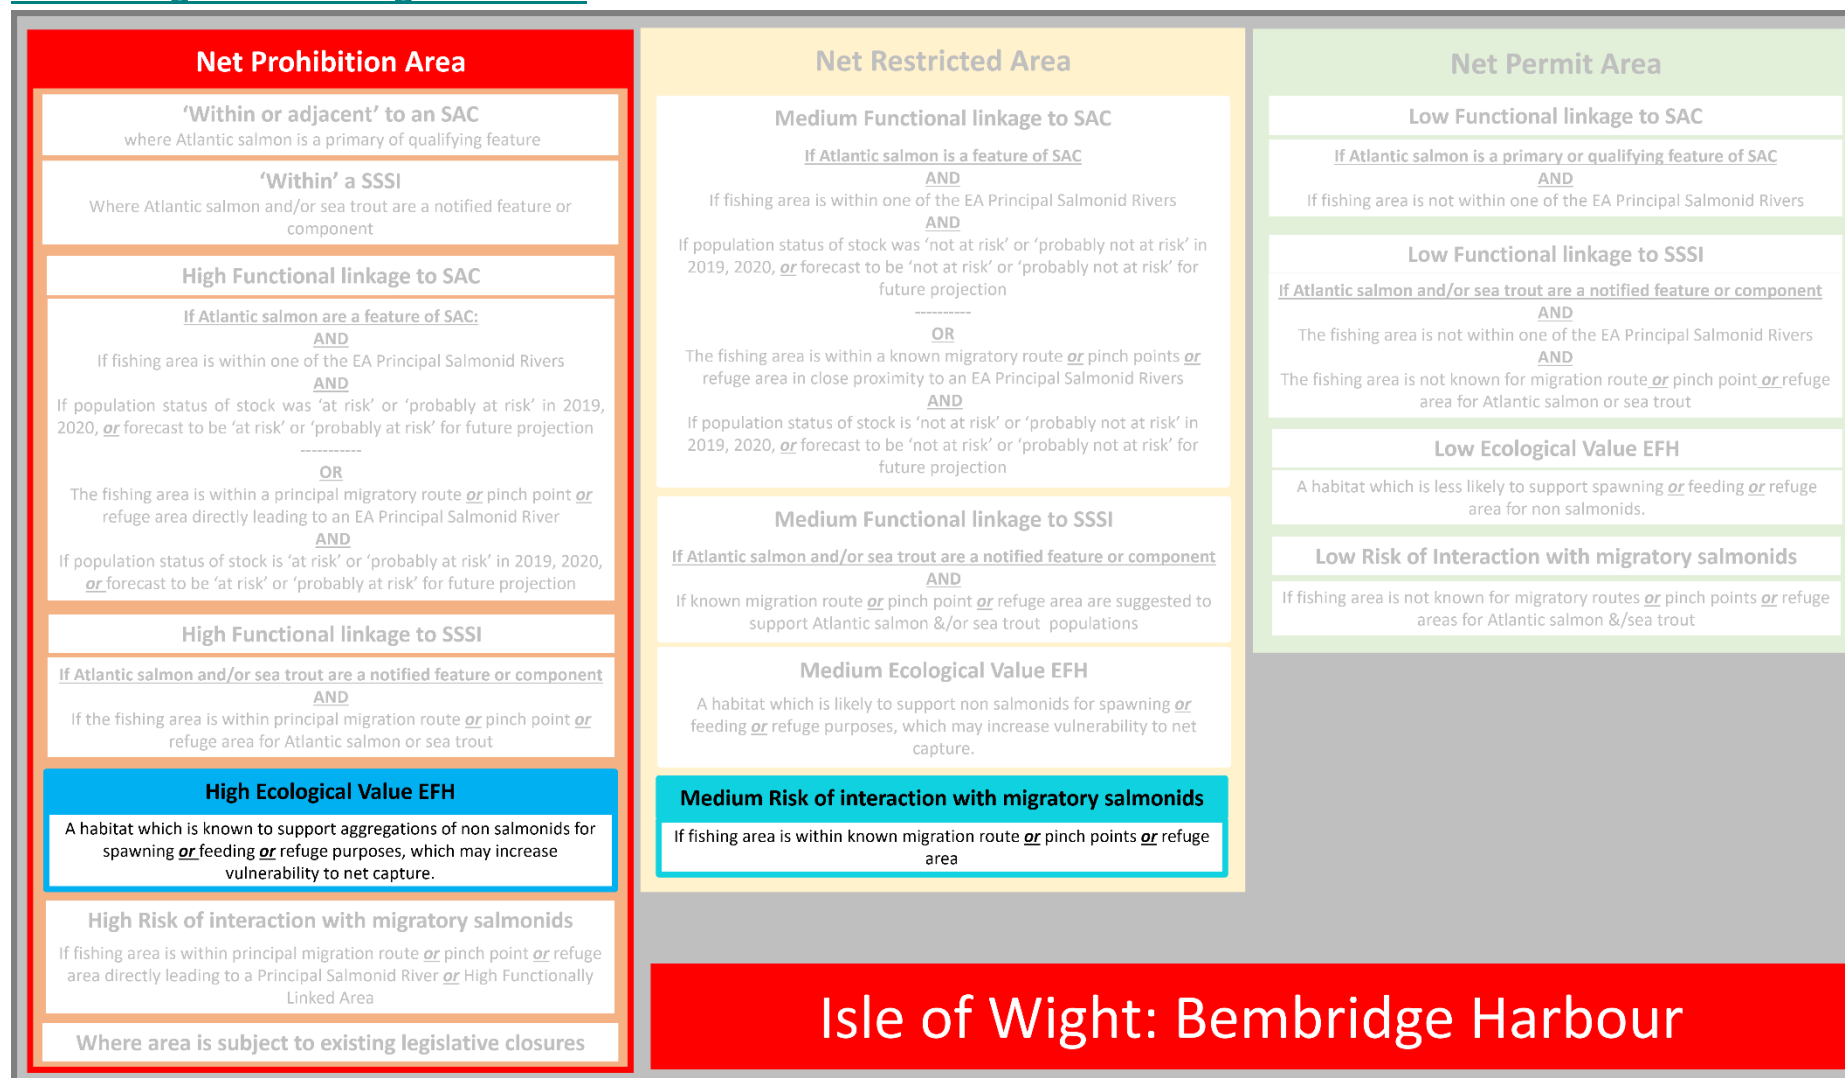 Net Prohibition Area
‘Within or adjacent’ to an SAC
where Atlantic salmon is a primary of qualifying feature
‘Within’ a SSSI
Where Atlantic salmon and/or sea trout are a notified feature or
component
High Functional linkage to SAC
If Atlantic salmon are a feature of SAC:
AND
If fishing area is within one of the EA Principal Salmonid Rivers
AND
If population status of stock was ‘at risk’ or ‘probably at risk’ in 2019,
2020, or forecast to be ‘at risk’ or ‘probably at risk’ for future projection
-----------
OR
The fishing area is within a principal migratory route or pinch point or
refuge area directly leading to an EA Principal Salmonid River
AND
If population status of stock is ‘at risk’ or ‘probably at risk’ in 2019, 2020,
or forecast to be ‘at risk’ or ‘probably at risk’ for future projection
High Functional linkage to SSSI
If Atlantic salmon and/or sea trout are a notified feature or component
AND
If the fishing area is within principal migration route or pinch point or
refuge area for Atlantic salmon or sea trout
High Ecological Value EFH
A habitat which is known to support aggregations of non salmonids for
spawning or feeding or refuge purposes, which may increase
vulnerability to net capture.
High Risk of interaction with migratory salmonids
If fishing area is within principal migration route or pinch point or refuge
area directly leading to a Principal Salmonid River or High Functionally
Linked Area
Where area is subject to existing legislative closures
Net Restricted Area
Medium Functional linkage to SAC
If Atlantic salmon is a feature of SAC
AND
If fishing area is within one of the EA Principal Salmonid Rivers
AND
If population status of stock was ‘not at risk’ or ‘probably not at risk’ in
2019, 2020, or forecast to be ‘not at risk’ or ‘probably not at risk’ for
future projection
----------
OR
The fishing area is within a known migratory route or pinch points or
refuge area in close proximity to an EA Principal Salmonid Rivers
AND
If population status of stock is ‘not at risk’ or ‘probably not at risk’ in
2019, 2020, or forecast to be ‘not at risk’ or ‘probably not at risk’ for
future projection
Medium Functional linkage to SSSI
If Atlantic salmon and/or sea trout are a notified feature or component
AND
If known migration route or pinch point or refuge area are suggested to
support Atlantic salmon &/or sea trout populations
Medium Ecological Value EFH
A habitat which is likely to support non salmonids for spawning or
feeding or refuge purposes, which may increase vulnerability to net
capture.
Medium Risk of interaction with migratory salmonids
If fishing area is within known migration route or pinch points or refuge
area
Net Permit Area
Low Functional linkage to SAC
If Atlantic salmon is a primary or qualifying feature of SAC
AND
If fishing area is not within one of the EA Principal Salmonid Rivers
Low Functional linkage to SSSI
If Atlantic salmon and/or sea trout are a notified feature or component
AND
The fishing area is not within one of the EA Principal Salmonid Rivers
AND
The fishing area is not known for migration route or pinch point or refuge
area for Atlantic salmon or sea trout
Low Ecological Value EFH
A habitat which is less likely to support spawning or feeding or refuge
area for non salmonids.
Low Risk of Interaction with migratory salmonids
If fishing area is not known for migratory routes or pinch points or refuge
areas for Atlantic salmon &/sea trout
Isle of Wight: Bembridge Harbour